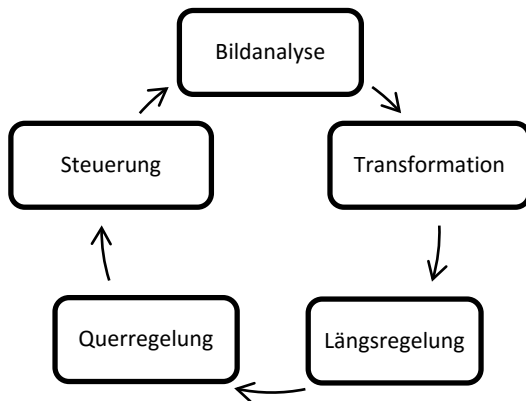 Bildanalyse
Transformation
Längsregelung
Querregelung
Steuerung